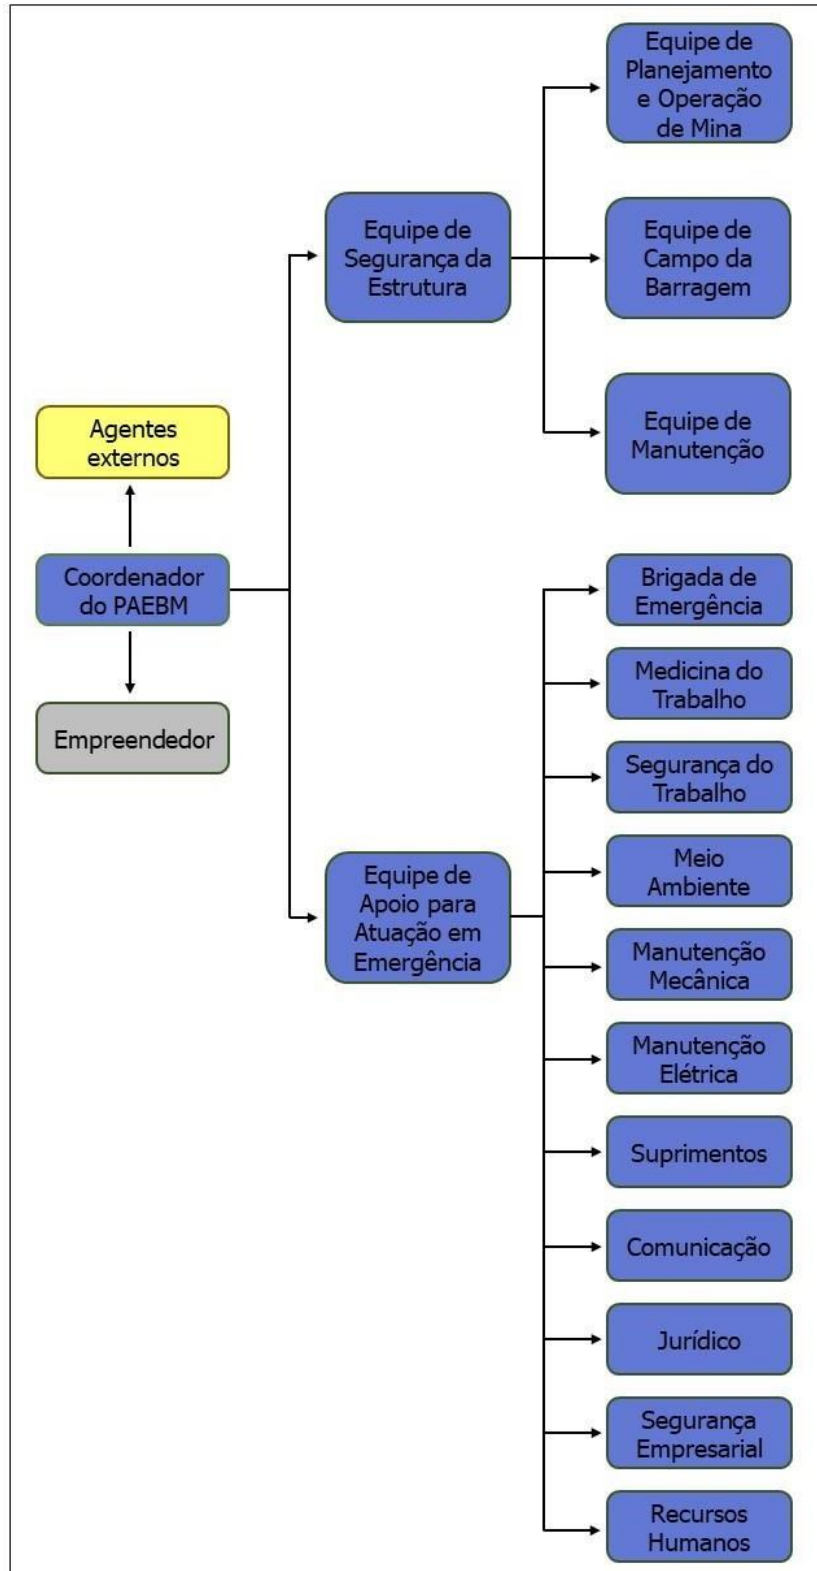 Agentes
externos
Coordenador
do PAEBM
Empreendedor
Equipe de
Segurança da
Estrutura
Equipe de
Apoio para
Atuação em
Emergência
Equipe de
Planejamento
e Operação
de Mina
Equipe de
Campo da
Barragem
Equipe de
Manutenção
Brigada de
Emergência
Medicina do
Trabalho
Segurança do
Trabalho
Meio
Ambiente
Manutenção
Mecânica
Manutenção
Elétrica
Suprimentos
Comunicação
Jurídico
Segurança
Empresarial
Recursos
Humanos